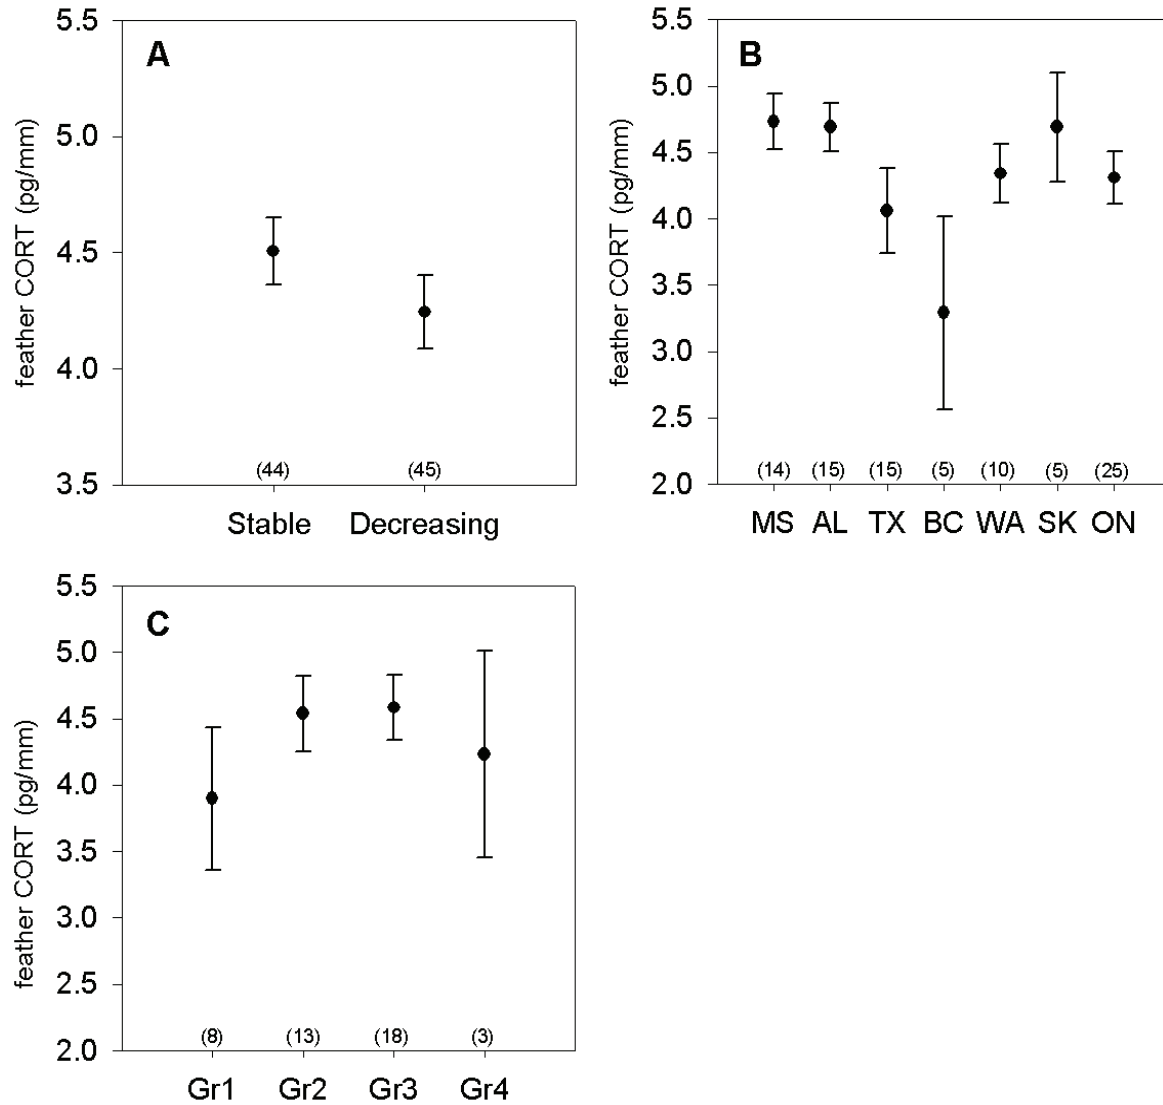 A
5.5
5.0
4.5
4.0
3.5
feather CORT (pg/mm)
(44) (45)
Stable Decreasing
B
5.5
5.0
4.5
4.0
3.5
3.0
2.5
2.0
feather CORT (pg/mm)
(14) (15) (15) (5) (10) (5) (25)
MS AL TX BC WA SK ON
C
5.5
5.0
4.5
4.0
3.5
3.0
2.5
2.0
feather CORT (pg/mm)
(8) (13) (18) (3)
Gr1 Gr2 Gr3 Gr4